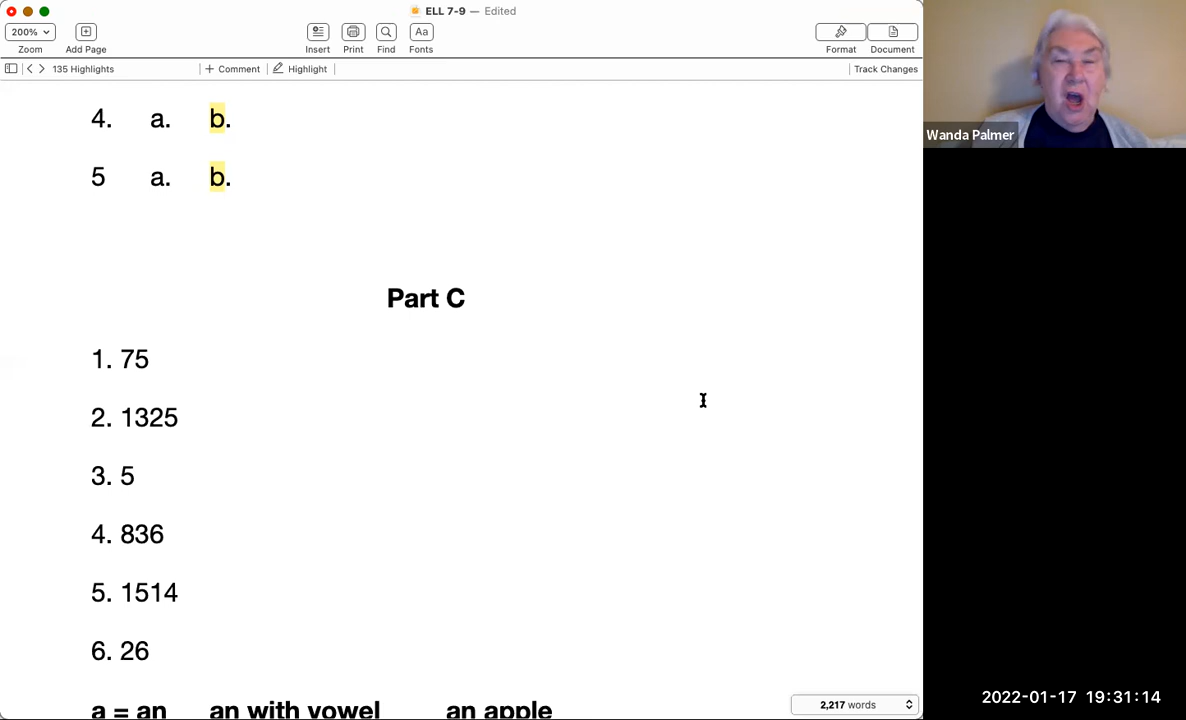 ELL 7-9 — Edited
200%
Zoom
Add Page
Insert
Print
Find
Aa
Fonts
Format
Document
135 Highlights
+ Comment
Highlight
Track Changes
4. a. b.
5 a. b.
Part C
1. 75
2. 1325
3. 5
4. 836
5. 1514
6. 26
a = an an with vowel an apple
2,217 words
Wanda Palmer
2022-01-17 19:31:14